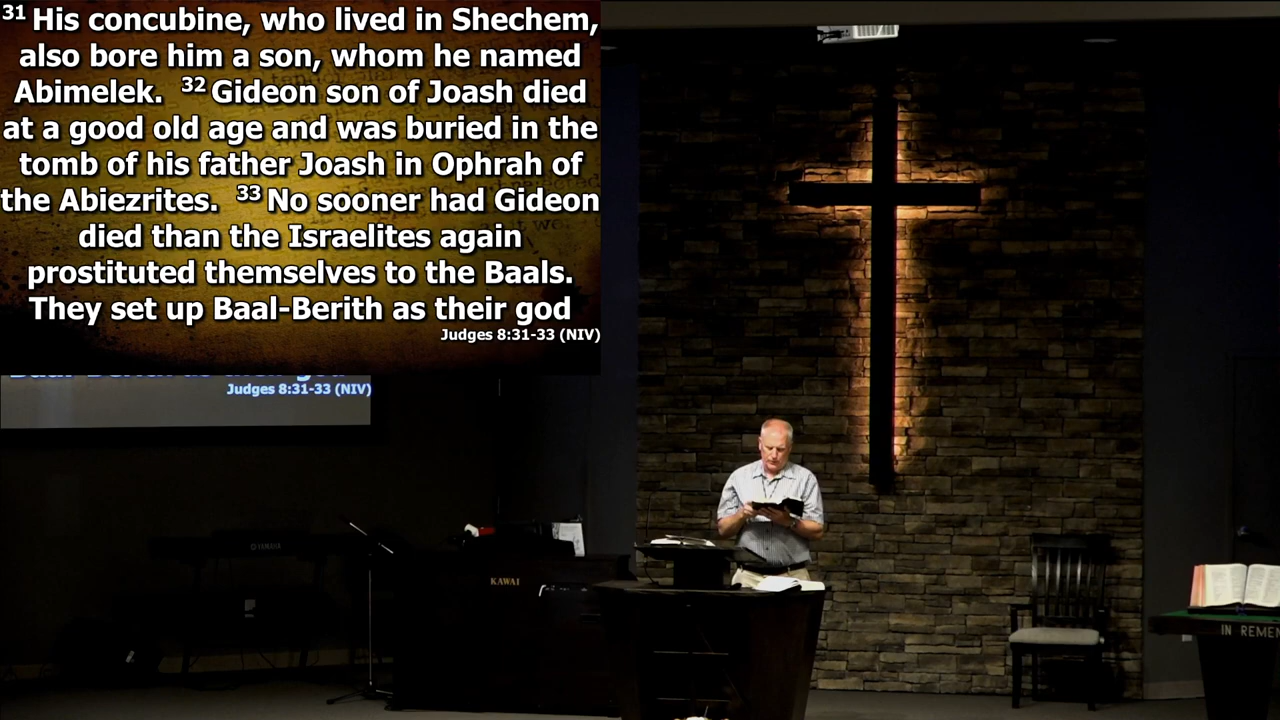 31 His concubine, who lived in Shechem,
also bore him a son, whom he named
Abimelek. 32 Gideon son of Joash died
at a good old age and was buried in the
tomb of his father Joash in Ophrah of
the Abiezrites. 33 No sooner had Gideon
died than the Israelites again
prostituted themselves to the Baals.
They set up Baal-Berith as their god
Judges 8:31-33 (NIV)
Judges 8:31-33 (NIV)
YAMAHA
KAWAI
IN REMEM